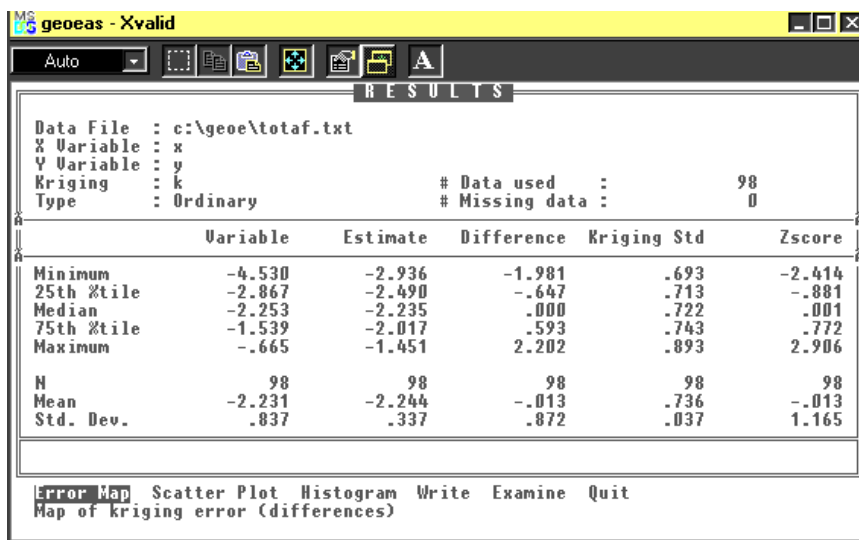 geoeas - Xvalid
Auto
A
RESULTS
Data File : c:\geoe\totaf.txt
X Variable : x
Y Variable : y
Kriging : k # Data used : 98
Type : Ordinary # Missing data : 0
Variable Estimate Difference Kriging Std Zscore
Minimum -4.530 -2.936 -1.981 .693 -2.414
25th %tile -2.867 -2.490 -.647 .713 -.881
Median -2.253 -2.235 .000 .722 .001
75th %tile -1.539 -2.017 .593 .743 .772
Maximum -.665 -1.451 2.202 .893 2.906
N 98 98 98 98 98
Mean -2.231 -2.244 -.013 .736 -.013
Std. Dev. .837 .337 .872 .037 1.165
Error Map Scatter Plot Histogram Write Examine Quit
Map of kriging error (differences)